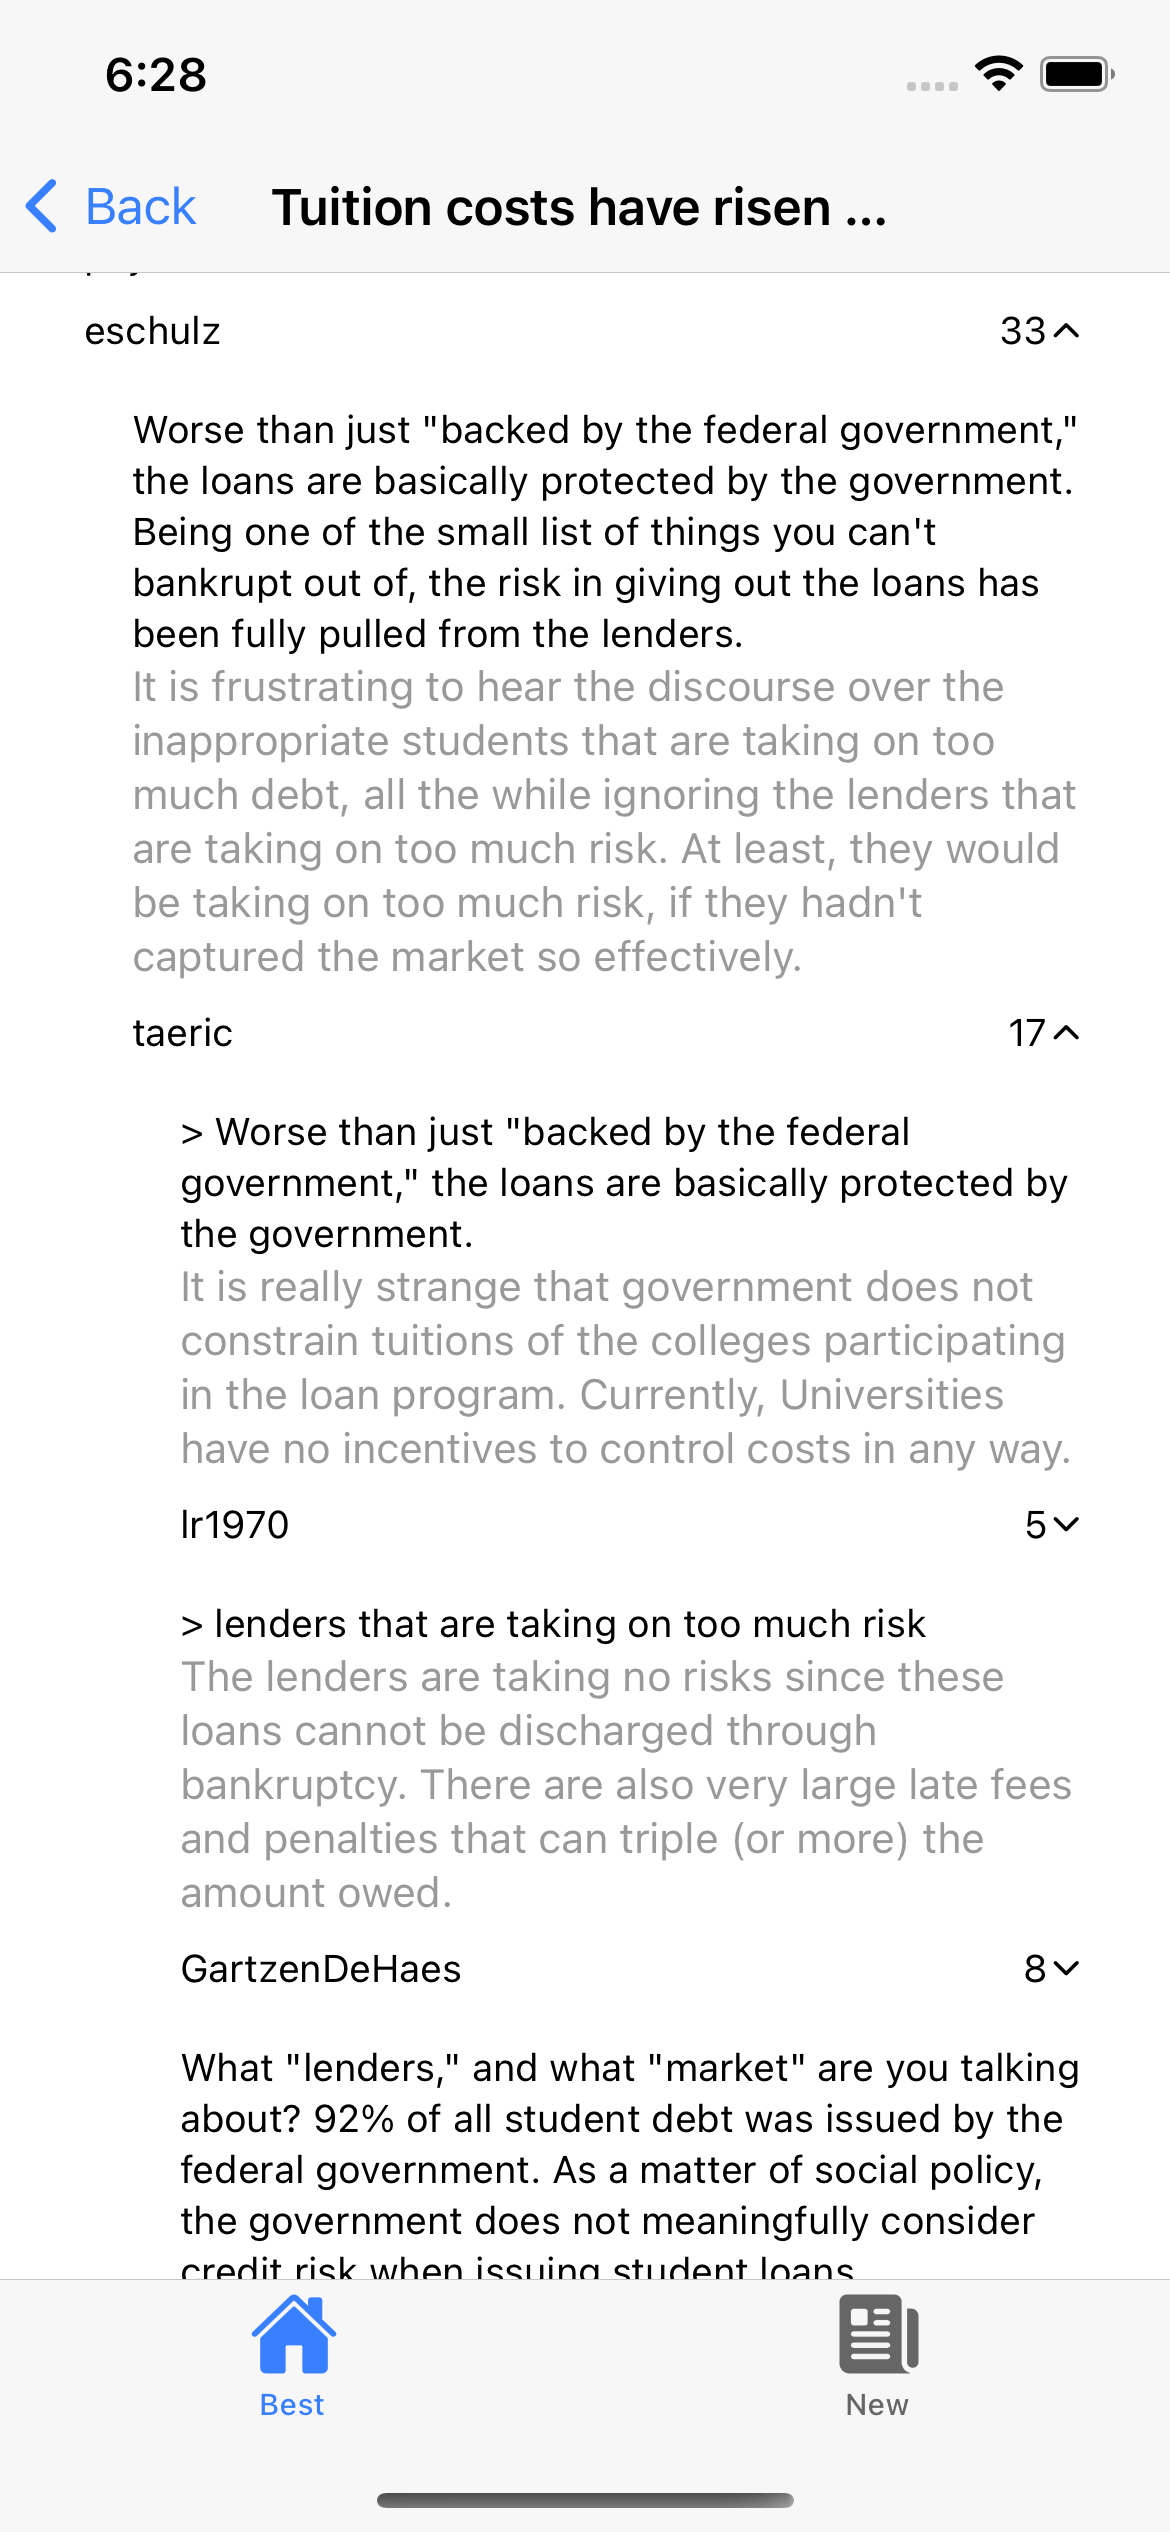 6:28
Back
Tuition costs have risen ...
eschulz
33
Worse than just "backed by the federal government,"
the loans are basically protected by the government.
Being one of the small list of things you can't
bankrupt out of, the risk in giving out the loans has
been fully pulled from the lenders.
It is frustrating to hear the discourse over the
inappropriate students that are taking on too
much debt, all the while ignoring the lenders that
are taking on too much risk. At least, they would
be taking on too much risk, if they hadn't
captured the market so effectively.
taeric
17
> Worse than just "backed by the federal
government," the loans are basically protected by
the government.
It is really strange that government does not
constrain tuitions of the colleges participating
in the loan program. Currently, Universities
have no incentives to control costs in any way.
lr1970
5
> lenders that are taking on too much risk
The lenders are taking no risks since these
loans cannot be discharged through
bankruptcy. There are also very large late fees
and penalties that can triple (or more) the
amount owed.
GartzenDeHaes
8
What "lenders," and what "market" are you talking
about? 92% of all student debt was issued by the
federal government. As a matter of social policy,
the government does not meaningfully consider
credit risk when issuing student loans
Best
New